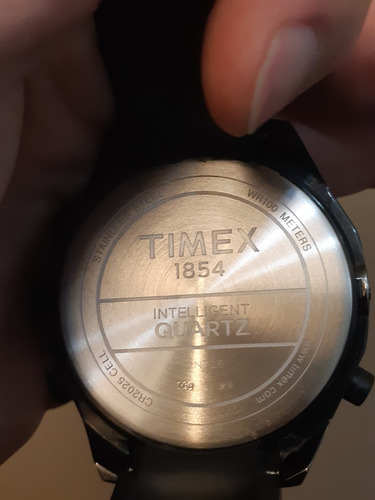 STAINLESS STEEL
WR100 METERS
TIMEX
1854
INTELLIGENT
QUARTZ
CR2025 CELL
www.timex.com